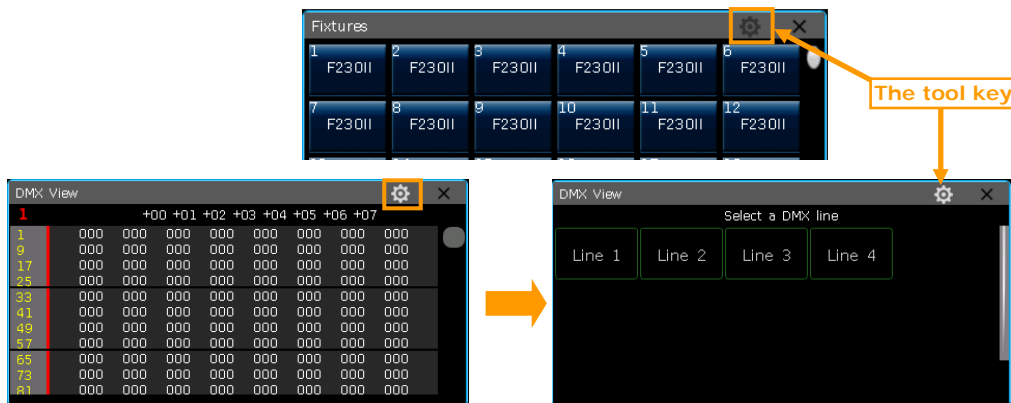 Fixtures
1 2 3 4 5 6
F230II F230II F230II F230II F230II F230II
7 8 9 10 11 12
F230II F230II F230II F230II F230II F230II
The tool key
DMX View
1 +00 +01 +02 +03 +04 +05 +06 +07
1 000 000 000 000 000 000 000 000
9 000 000 000 000 000 000 000 000
17 000 000 000 000 000 000 000 000
25 000 000 000 000 000 000 000 000
33 000 000 000 000 000 000 000 000
41 000 000 000 000 000 000 000 000
49 000 000 000 000 000 000 000 000
57 000 000 000 000 000 000 000 000
65 000 000 000 000 000 000 000 000
73 000 000 000 000 000 000 000 000
81 000 000 000 000 000 000 000 000
DMX View
Select a DMX line
Line 1 Line 2 Line 3 Line 4